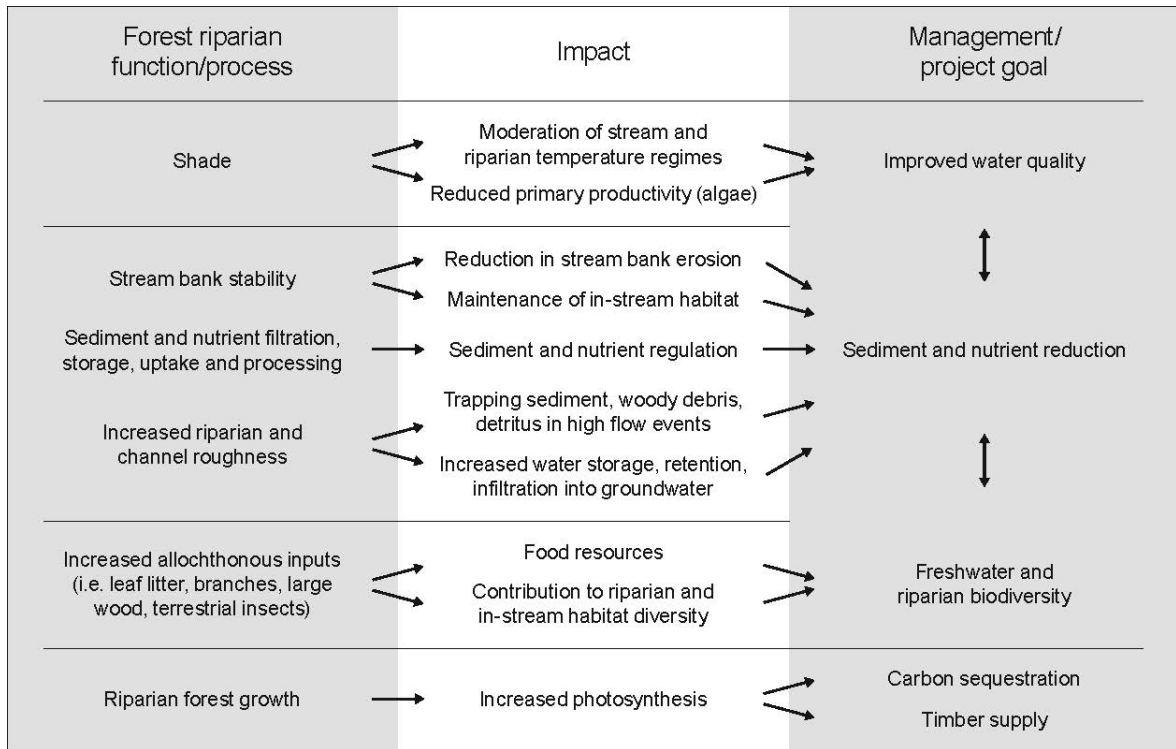 Forest riparian
function/process
Impact
Management/
project goal
Shade
Moderation of stream and
riparian temperature regimes
Reduced primary productivity (algae)
Improved water quality
Stream bank stability
Reduction in stream bank erosion
Maintenance of in-stream habitat
Sediment and nutrient filtration,
storage, uptake and processing
Sediment and nutrient regulation
Sediment and nutrient reduction
Increased riparian and
channel roughness
Trapping sediment, woody debris,
detritus in high flow events
Increased water storage, retention,
infiltration into groundwater
Increased allochthonous inputs
(i.e. leaf litter, branches, large
wood, terrestrial insects)
Food resources
Contribution to riparian and
in-stream habitat diversity
Freshwater and
riparian biodiversity
Riparian forest growth
Increased photosynthesis
Carbon sequestration
Timber supply